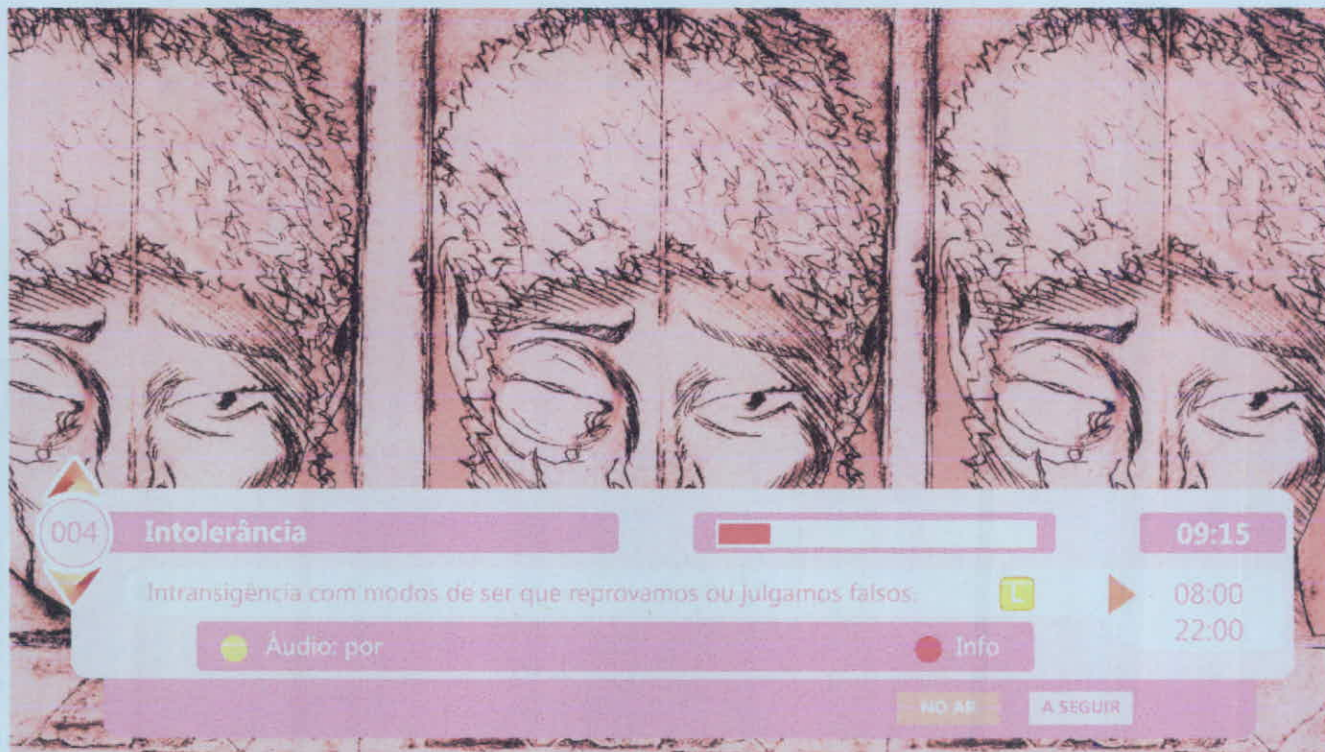 004 Intolerância 09:15
Intransigência com modos de ser que reprovamos ou julgamos falsos. L 08:00
22:00
Áudio: por Info
NO AR A SEGUIR